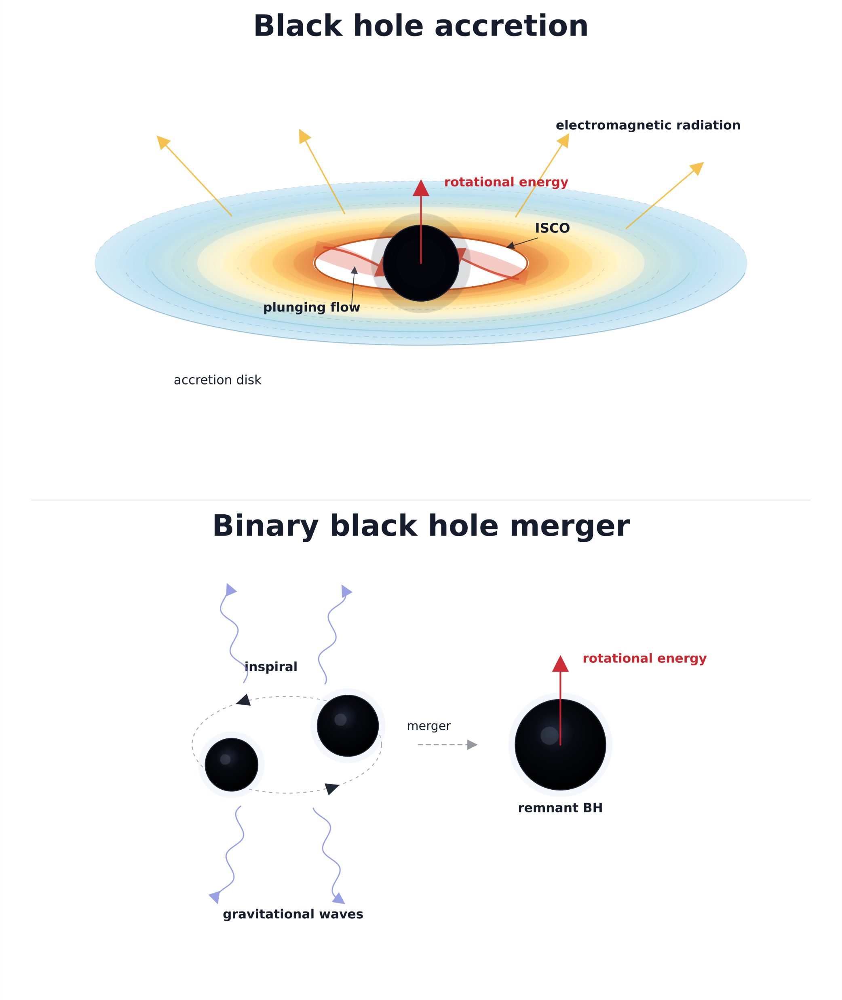 Black hole accretion
electromagnetic radiation
rotational energy
ISCO
plunging flow
accretion disk
Binary black hole merger
inspiral
rotational energy
merger
remnant BH
gravitational waves